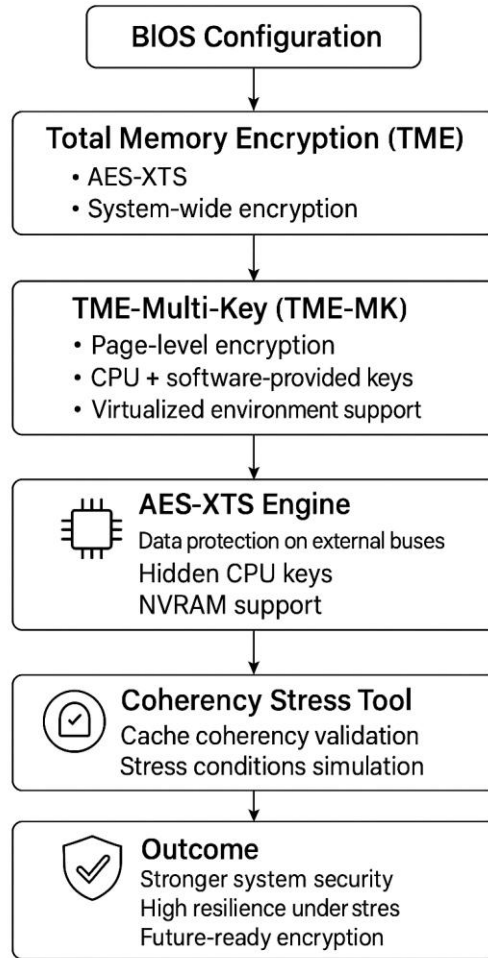 BIOS Configuration
Total Memory Encryption (TME)
• AES-XTS
• System-wide encryption
TME-Multi-Key (TME-MK)
• Page-level encryption
• CPU + software-provided keys
• Virtualized environment support
AES-XTS Engine
Data protection on external buses
Hidden CPU keys
NVRAM support
Coherency Stress Tool
Cache coherency validation
Stress conditions simulation
Outcome
Stronger system security
High resilience under stres
Future-ready encryption